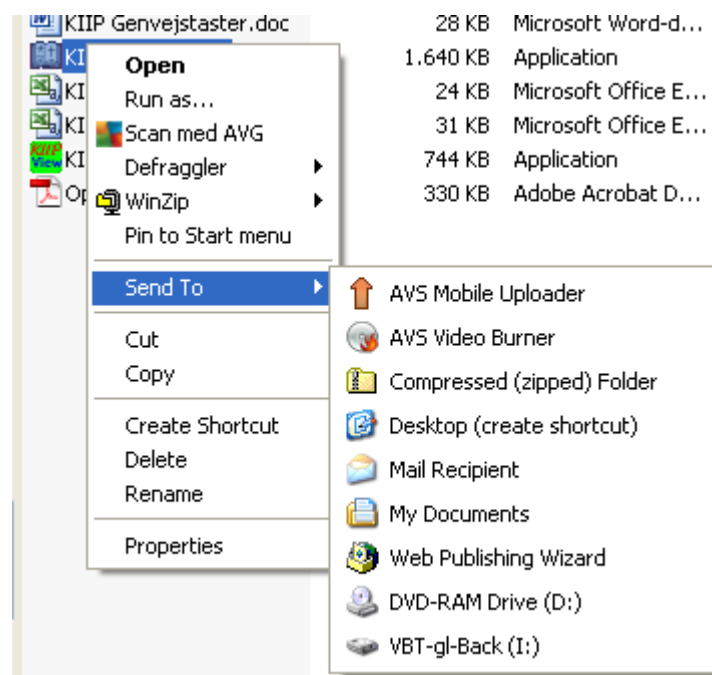 KIIP Genvejstaster.doc 28 KB Microsoft Word-d...
KI 1.640 KB Application
KI 24 KB Microsoft Office E...
KI 31 KB Microsoft Office E...
KIIP View KI 744 KB Application
Op 330 KB Adobe Acrobat D...
Open
Run as...
Scan med AVG
Defraggler
WinZip
Pin to Start menu
Send To
Cut
Copy
Create Shortcut
Delete
Rename
Properties
AVS Mobile Uploader
AVS Video Burner
Compressed (zipped) Folder
Desktop (create shortcut)
Mail Recipient
My Documents
Web Publishing Wizard
DVD-RAM Drive (D:)
VBT-gl-Back (I:)